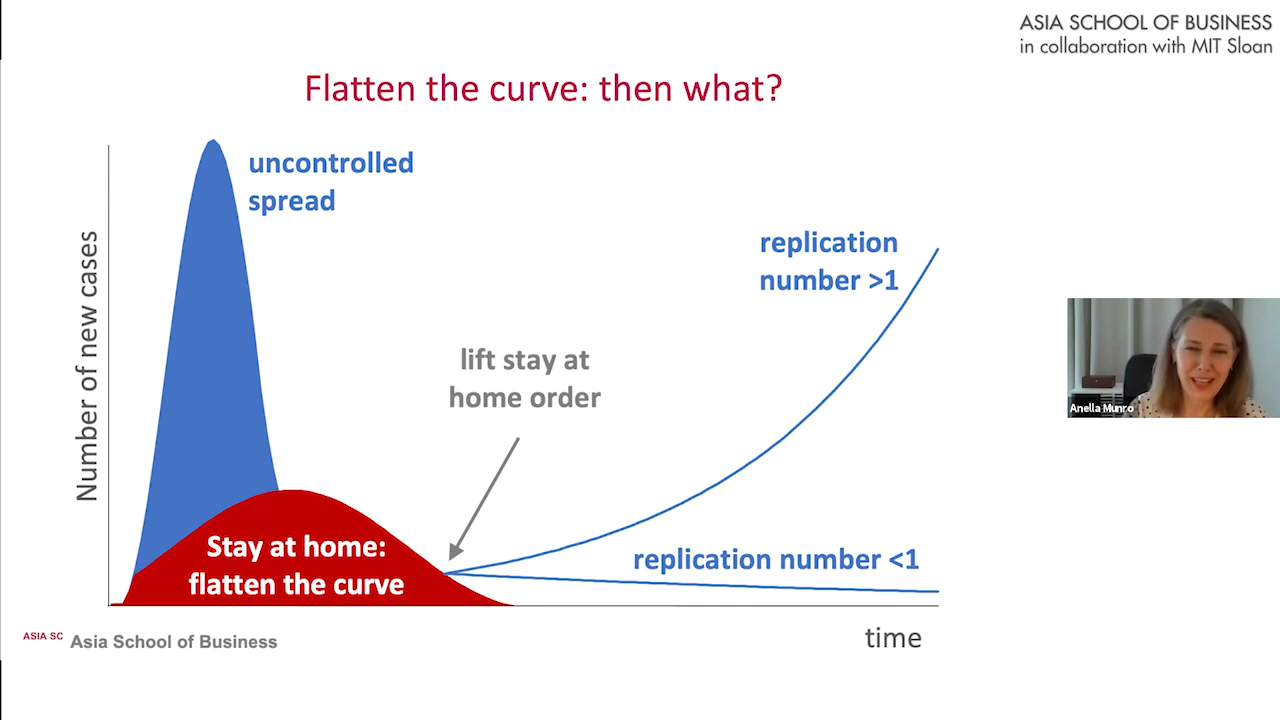 ASIA SCHOOL OF BUSINESS
in collaboration with MIT Sloan
Flatten the curve: then what?
uncontrolled
spread
replication
number >1
lift stay at
home order
Number of new cases
Anella Munro
Stay at home:
flatten the curve
replication number <1
time
ASIA SC
Asia School of Business